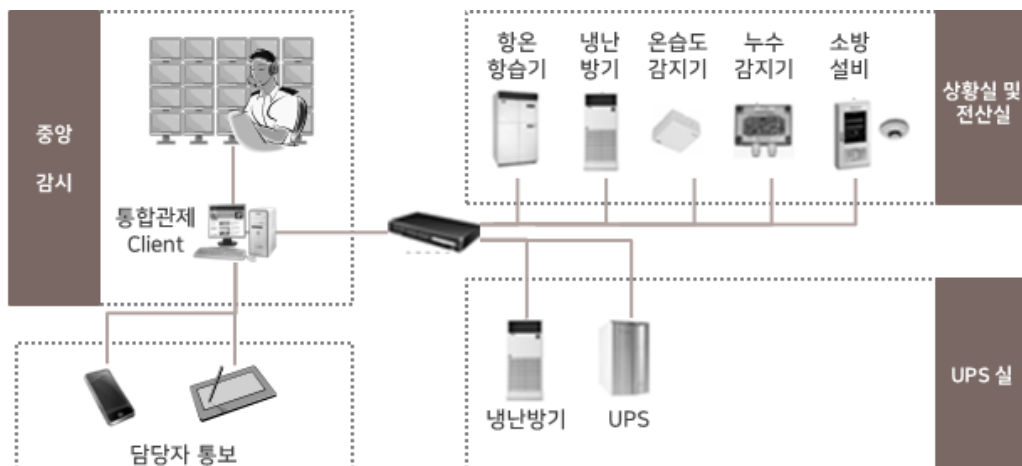 중앙
감시
통합관제
Client
담당자 통보
항온
항습기
냉난
방기
온습도
감지기
누수
감지기
소방
설비
상황실 및
전산실
냉난방기
UPS
UPS 실